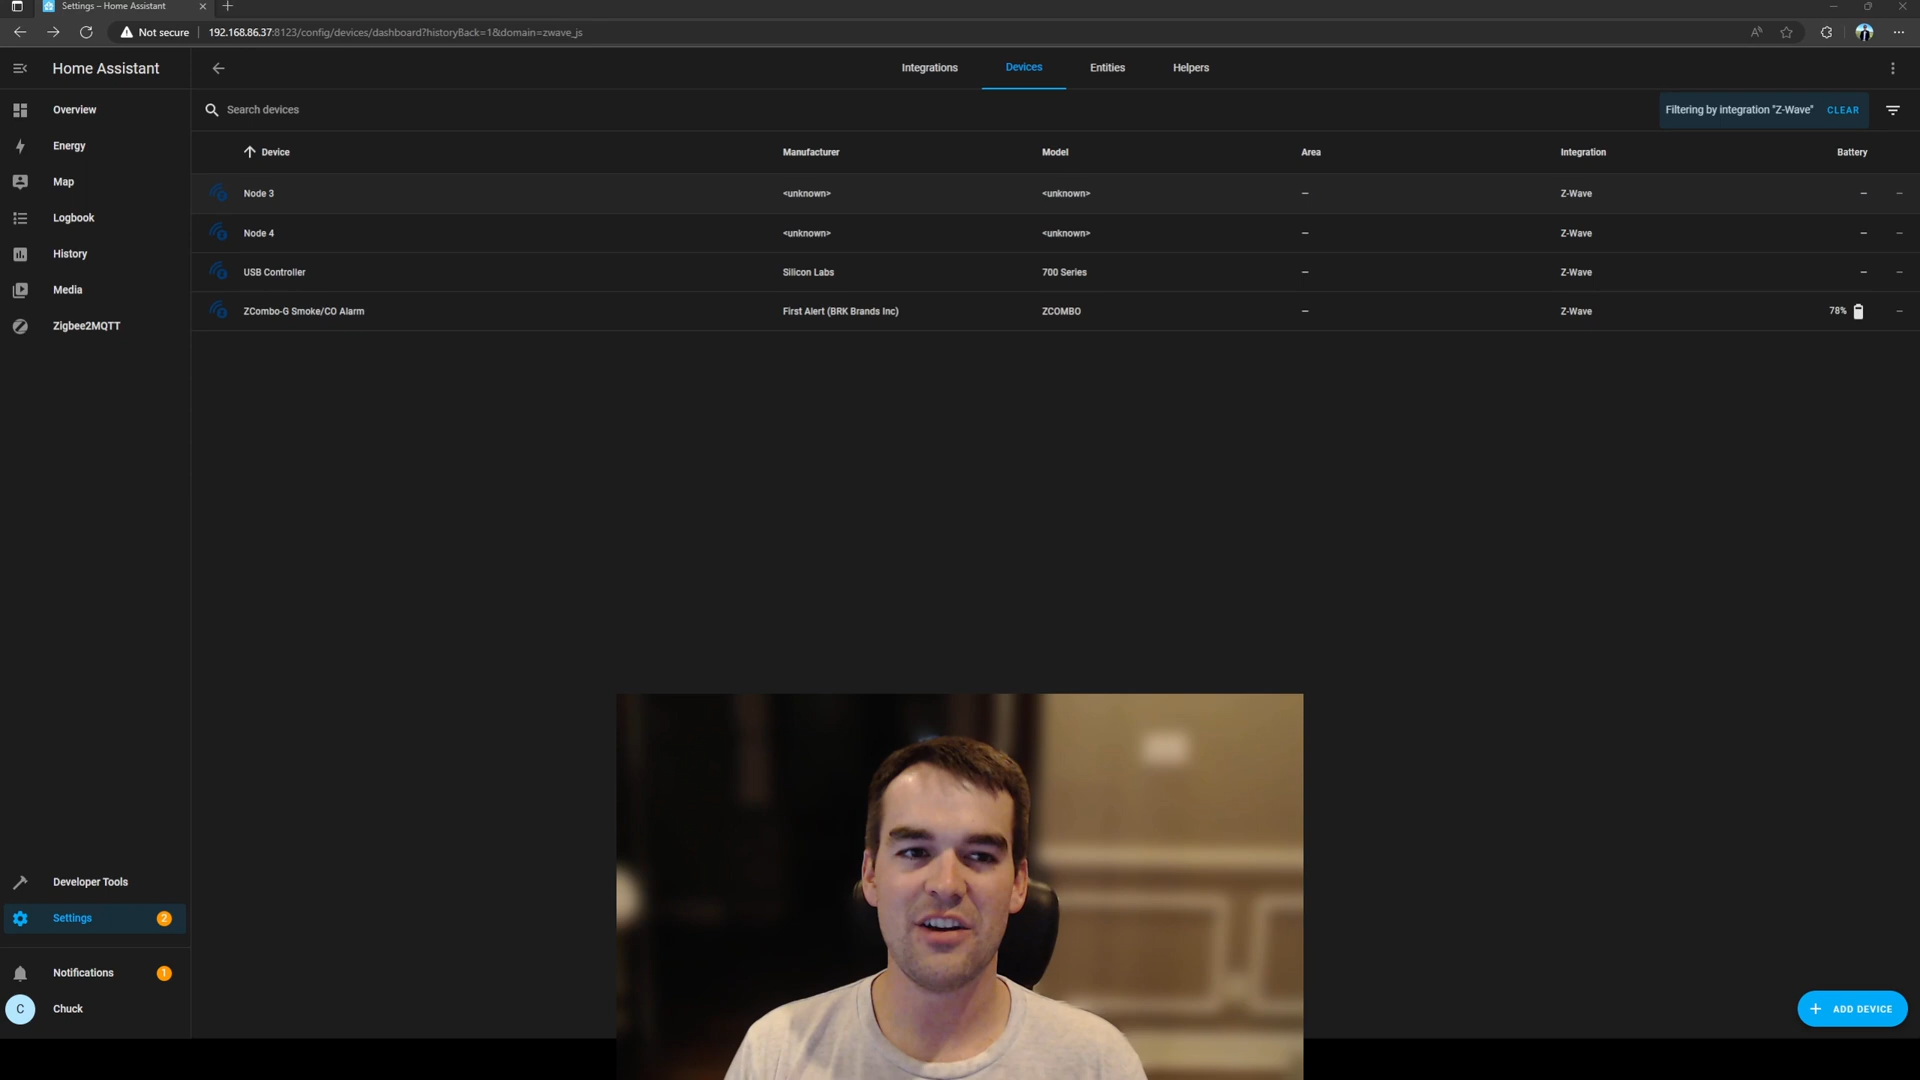 Settings – Home Assistant
Not secure
192.168.86.37:8123/config/devices/dashboard?historyBack=1&domain=zwave_js
Home Assistant
Integrations
Devices
Entities
Helpers
Overview
Energy
Map
Logbook
History
Media
Zigbee2MQTT
Search devices
Filtering by integration "Z-Wave"
CLEAR
Device Manufacturer Model Area Integration Battery
Node 3 <unknown> <unknown> – Z-Wave – –
Node 4 <unknown> <unknown> – Z-Wave – –
USB Controller Silicon Labs 700 Series – Z-Wave – –
ZCombo-G Smoke/CO Alarm First Alert (BRK Brands Inc) ZCOMBO – Z-Wave 78% –
Developer Tools
Settings 2
Notifications 1
C Chuck
ADD DEVICE